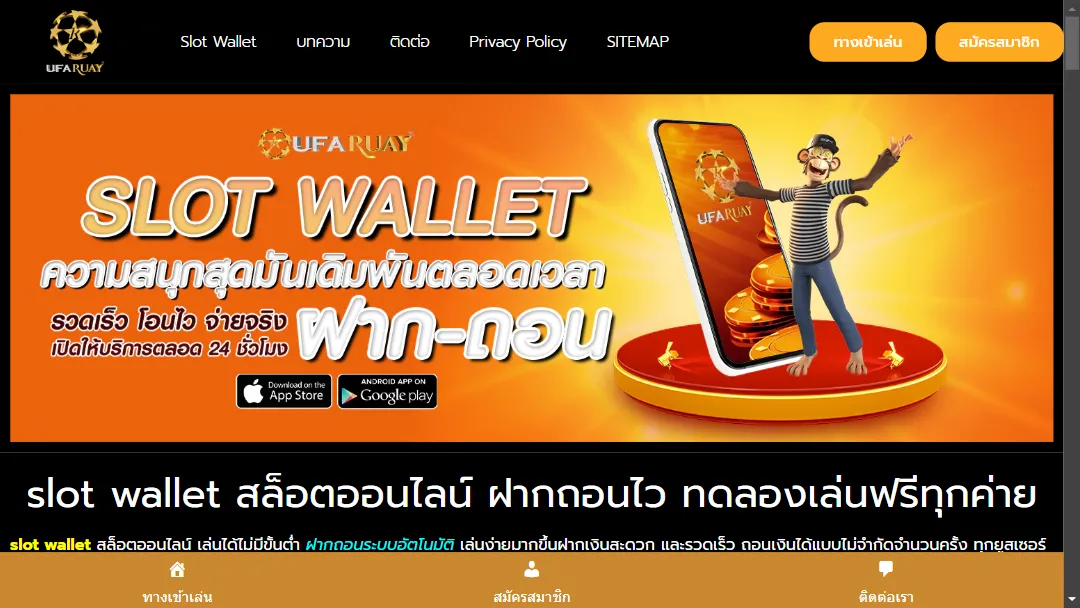 UFARUAY
Slot Wallet
บทความ
ติดต่อ
Privacy Policy
SITEMAP
ทางเข้าเล่น
สมัครสมาชิก
UFARUAY
SLOT WALLET
ความสนุกสุดมันเดิมพันตลอดเวลา
รวดเร็ว โอนไว จ่ายจริง
เปิดให้บริการตลอด 24 ชั่วโมง
ฝาก-ถอน
Download on the
App Store
ANDROID APP ON
Google play
UFARUAY
slot wallet สล็อตออนไลน์ ฝากถอนไว ทดลองเล่นฟรีทุกค่าย
slot wallet สล็อตออนไลน์ เล่นได้ไม่มีขั้นต่ำ ฝากถอนระบบอัตโนมัติ เล่นง่ายมากขึ้นฝากเงินสะดวก และรวดเร็ว ถอนเงินได้แบบไม่จำกัดจำนวนครั้ง ทุกยูสเซอร์
ทางเข้าเล่น
สมัครสมาชิก
ติดต่อเรา